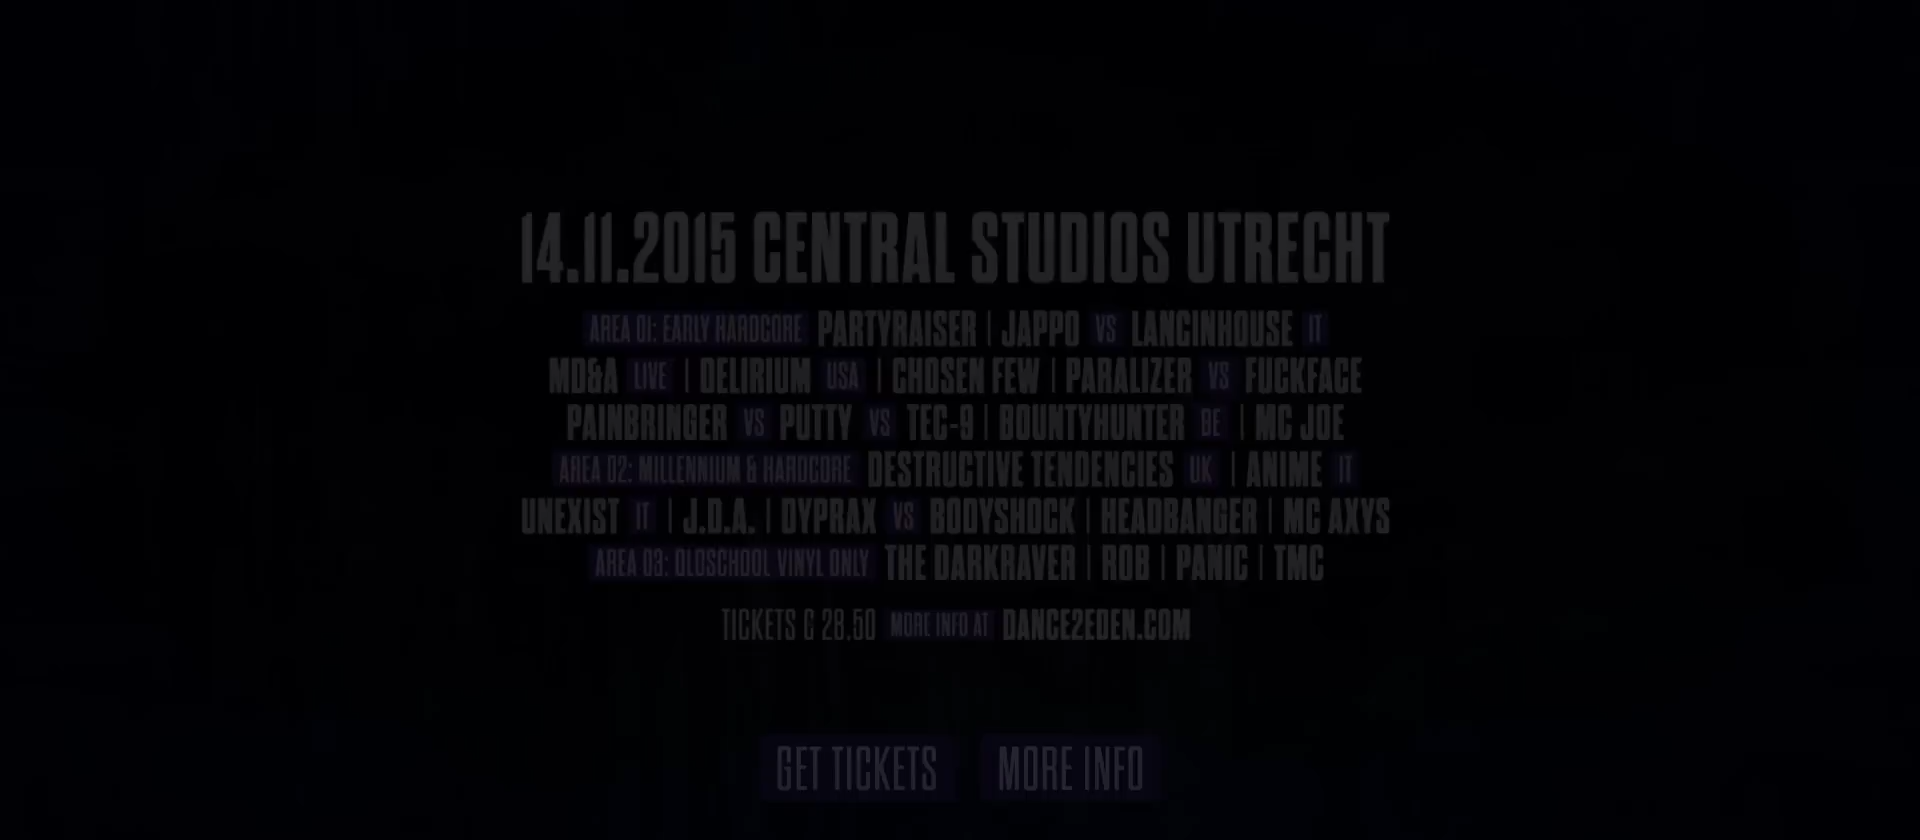 14.11.2015 CENTRAL STUDIOS UTRECHT
AREA 01: EARLY HARDCORE PARTYRAISER | JAPPO VS LANCINHOUSE IT
MD&A LIVE | DELIRIUM USA | CHOSEN FEW | PARALIZER VS FUCKFACE
PAINBRINGER VS PUTTY VS TEC-9 | BOUNTYHUNTER BE | MC JOE
AREA 02: MILLENNIUM & HARDCORE DESTRUCTIVE TENDENCIES UK | ANIME IT
UNEXIST IT | J.D.A. | DYPRAX VS BODYSHOCK | HEADBANGER | MC AXYS
AREA 03: OLDSCHOOL VINYL ONLY THE DARKRAVER | ROB | PANIC | TMC
TICKETS € 28.50 MORE INFO AT DANCE2EDEN.COM
GET TICKETS MORE INFO